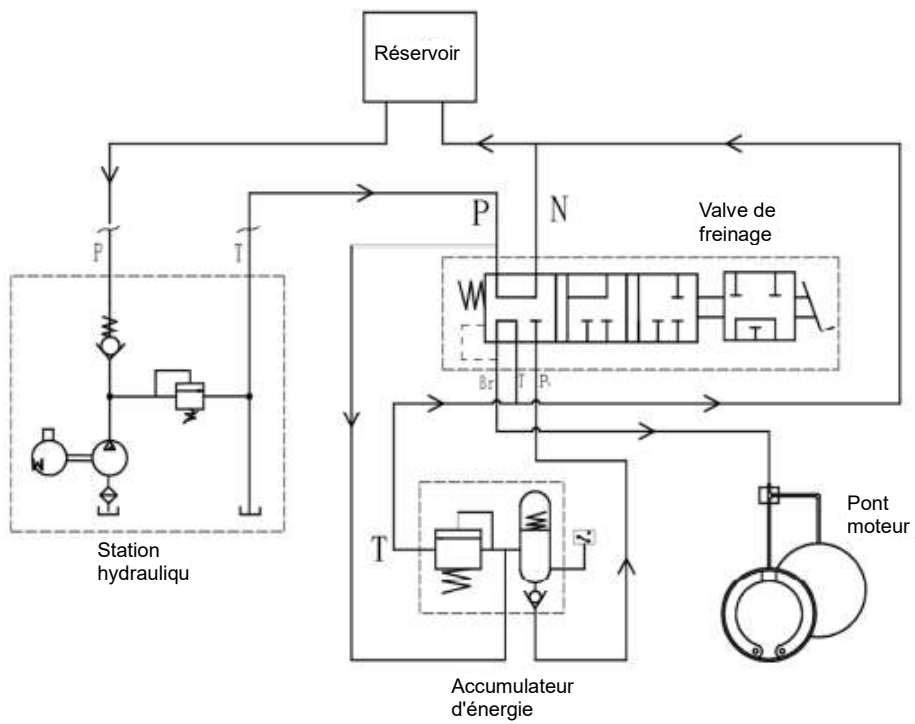 Réservoir
P
N
Valve de
freinage
P
T
Br
T
P
T
Station
hydrauliqu
Pont
moteur
Accumulateur
d'énergie